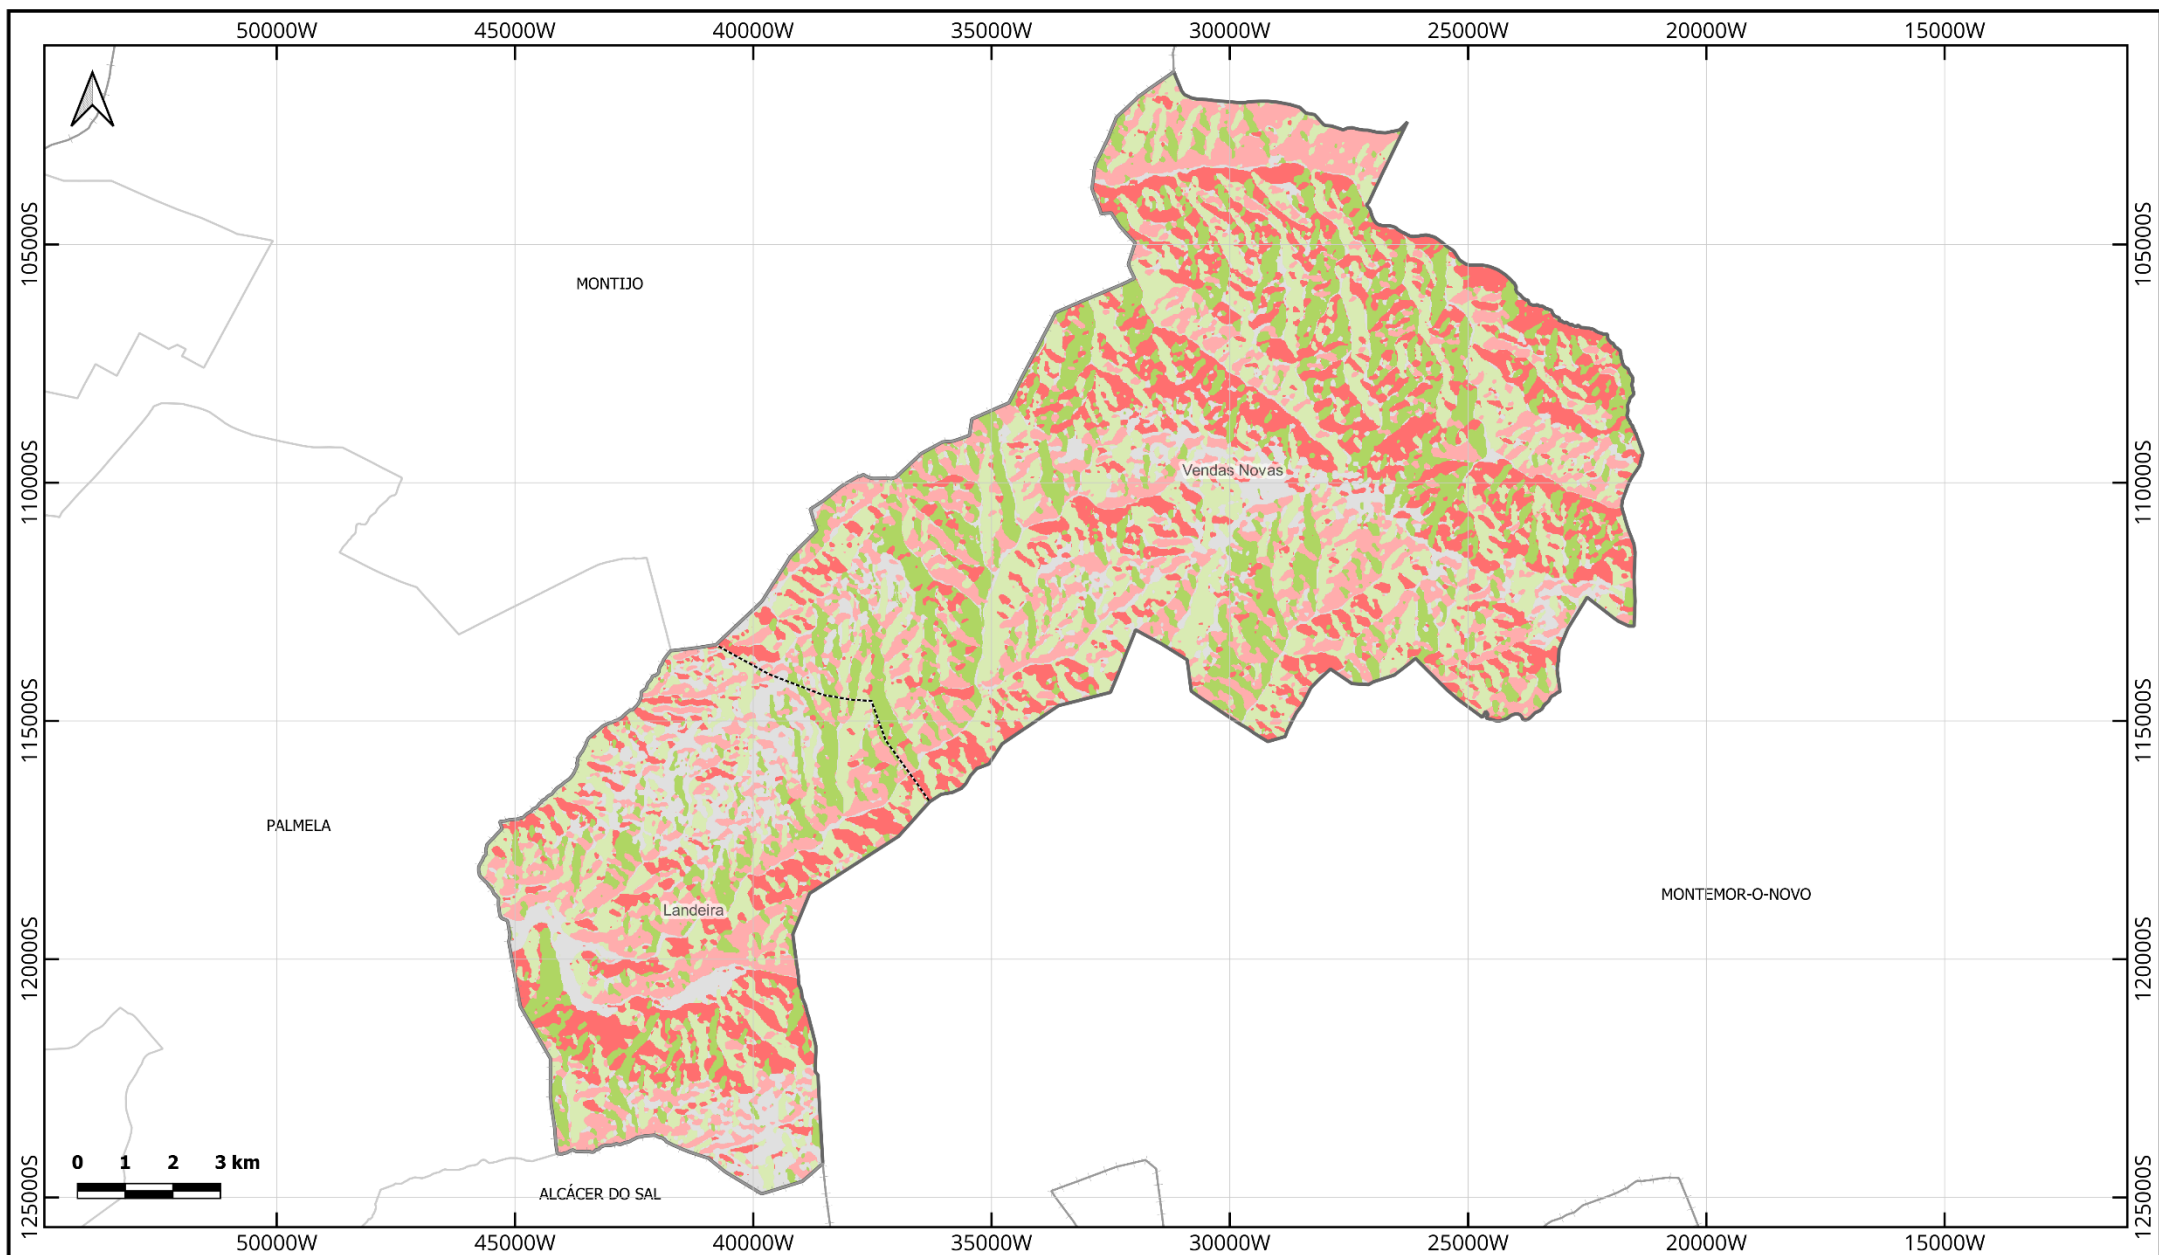 50000W 45000W 40000W 35000W 30000W 25000W 20000W 15000W
105000S 105000S
MONTIJO
Vendas Novas
110000S 110000S
115000S 115000S
PALMELA
MONTEMOR-O-NOVO
Landeira
120000S 120000S
0 1 2 3 km
ALCÁCER DO SAL
125000S 125000S
50000W 45000W 40000W 35000W 30000W 25000W 20000W 15000W